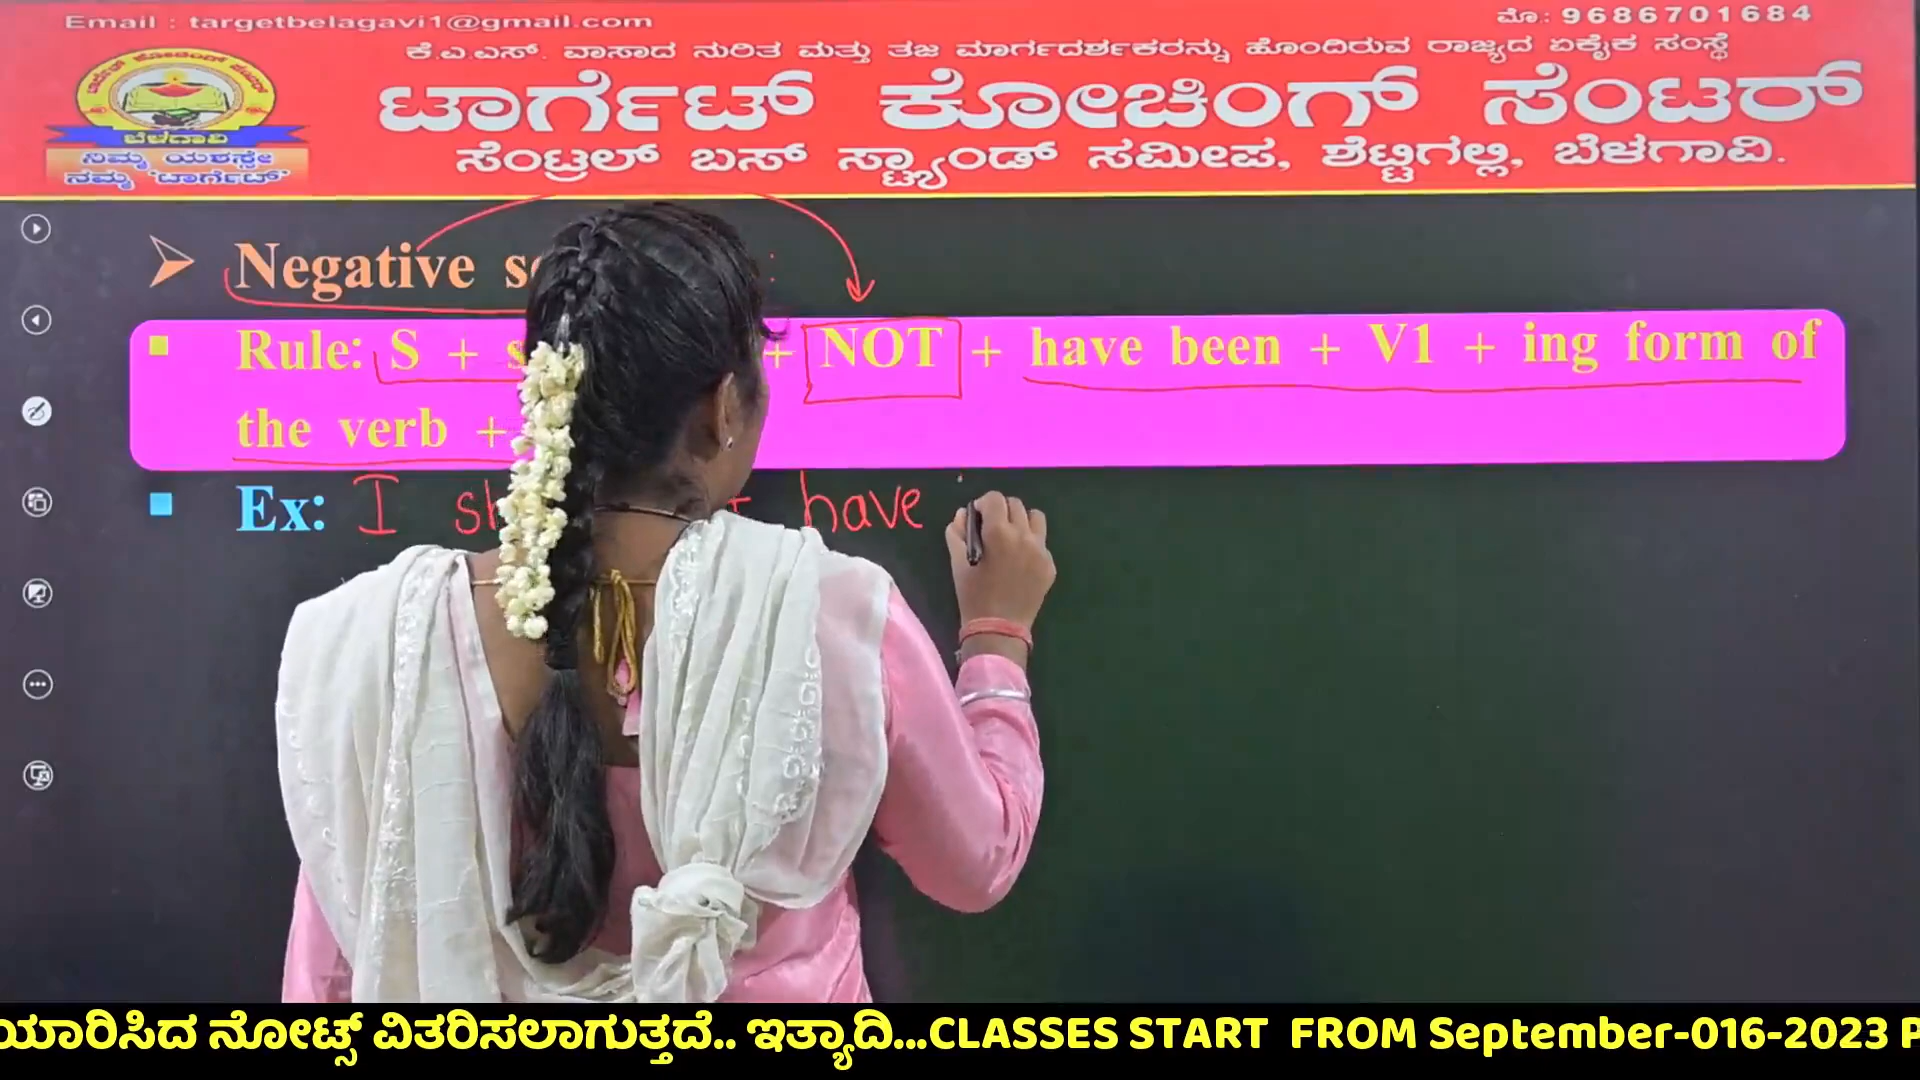 Email : targetbelagavi1@gmail.com
ಮೊ.: 9686701684
ಕೆ.ಎ.ಎಸ್. ಪಾಸಾದ ನುರಿತ ಮತ್ತು ತಜ್ಞ ಮಾರ್ಗದರ್ಶಕರನ್ನು ಹೊಂದಿರುವ ರಾಜ್ಯದ ಏಕೈಕ ಸಂಸ್ಥೆ
ಟಾರ್ಗೆಟ್ ಕೋಚಿಂಗ್ ಸೆಂಟರ್
ಸೆಂಟ್ರಲ್ ಬಸ್ ಸ್ಟ್ಯಾಂಡ್ ಸಮೀಪ, ಶೆಟ್ಟಿಗಲ್ಲಿ, ಬೆಳಗಾವಿ.
ಬೆಳಗಾವಿ
ನಿಮ್ಮ ಯಶಸ್ಸೇ
ನಮ್ಮ 'ಟಾರ್ಗೆಟ್'
Negative
Rule: S + + NOT + have been + V1 + ing form of
the verb +
Ex: I have
ಯಾರಿಸಿದ ನೋಟ್ಸ್ ವಿತರಿಸಲಾಗುತ್ತದೆ.. ಇತ್ಯಾದಿ...CLASSES START FROM September-016-2023 P